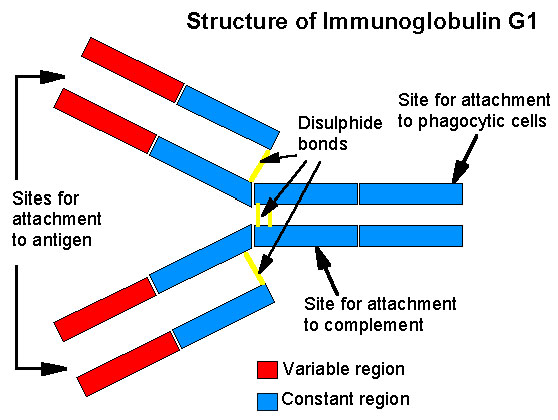 Structure of Immunoglobulin G1
Site for attachment
to phagocytic cells
Disulphide
bonds
Sites for
attachment
to antigen
Site for attachment
to complement
Variable region
Constant region